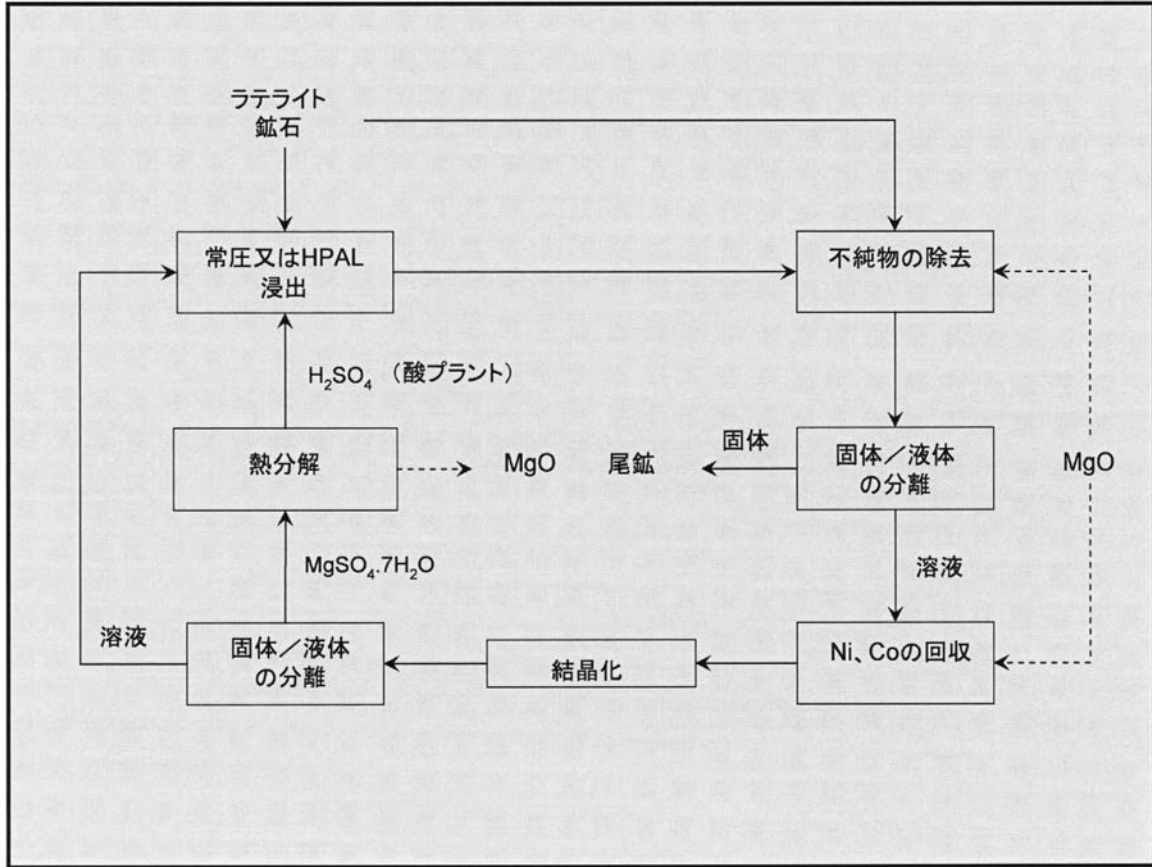 ラテライト
鉱石
常圧又はHPAL
浸出
不純物の除去
H₂SO₄ （酸プラント）
熱分解
MgO
尾鉱
固体
固体／液体
の分離
MgO
MgSO₄.7H₂O
溶液
溶液
固体／液体
の分離
結晶化
Ni、Coの回収